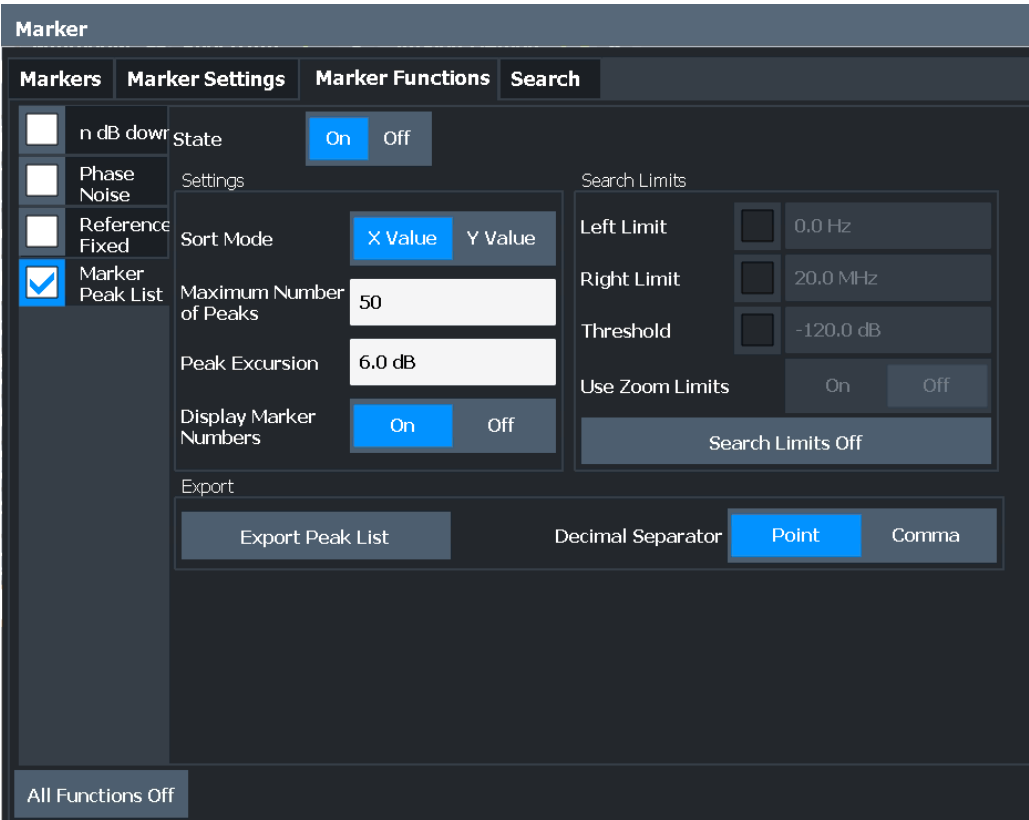 Marker
Markers
Marker Settings
Marker Functions
Search
n dB down
Phase
Noise
Reference
Fixed
Marker
Peak List
State
On
Off
Settings
Sort Mode
X Value
Y Value
Maximum Number
of Peaks
50
Peak Excursion
6.0 dB
Display Marker
Numbers
On
Off
Search Limits
Left Limit
0.0 Hz
Right Limit
20.0 MHz
Threshold
-120.0 dB
Use Zoom Limits
On
Off
Search Limits Off
Export
Export Peak List
Decimal Separator
Point
Comma
All Functions Off